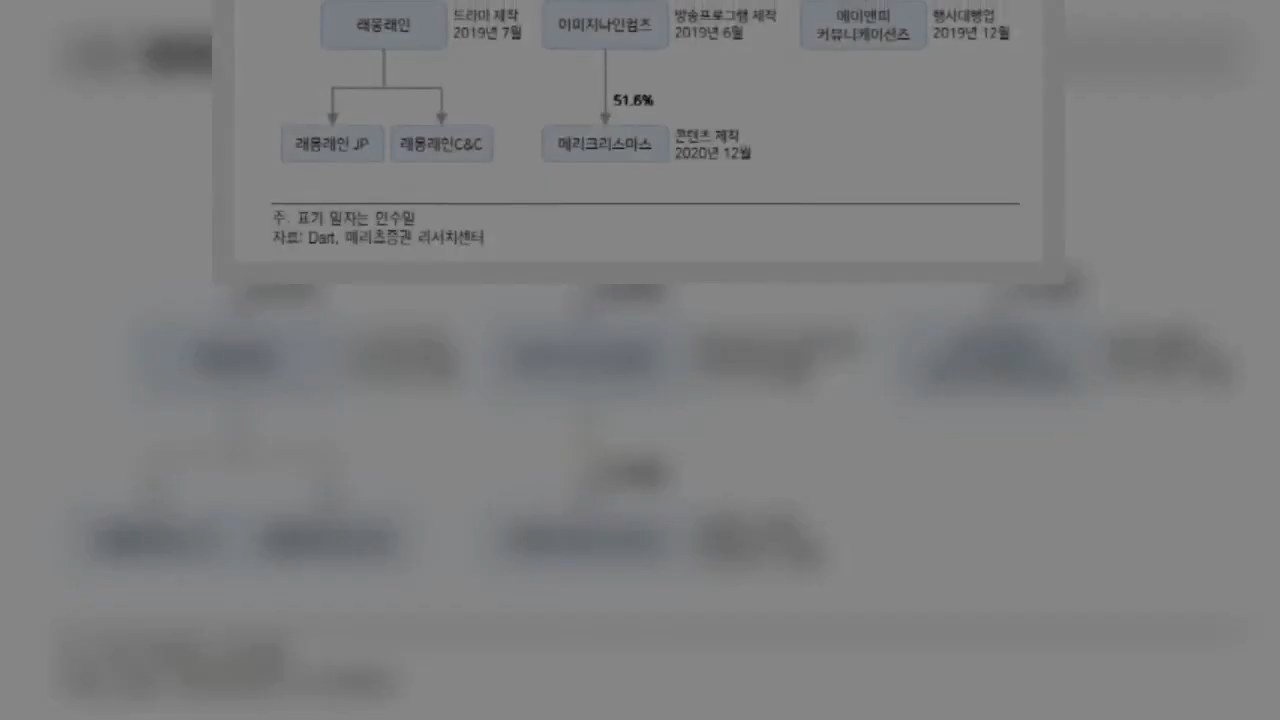 래몽래인
드라마 제작
2019년 7월
이미지나인컴즈
방송프로그램 제작
2019년 6월
에이앤피
커뮤니케이션즈
행사대행업
2019년 12월
51.6%
래몽래인 JP
래몽래인C&C
메리크리스마스
콘텐츠 제작
2020년 12월
주: 표기 일자는 인수일
자료: Dart, 메리츠증권 리서치센터